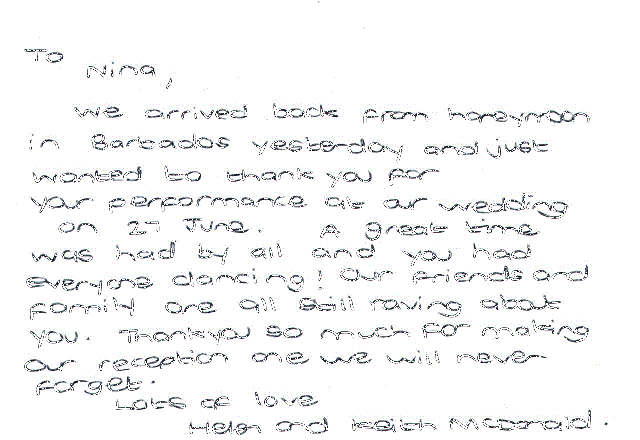 To
Nina,
We arrived back from honeymoon
in Barbados yesterday and just
wanted to thank you for
your performance at our wedding
on 27 June. A great time
was had by all and you had
everyone dancing! Our friends and
family are all still raving about
you. Thankyou so much for making
our reception one we will never
forget.
Lots of love
Helen and Keith McDonald.